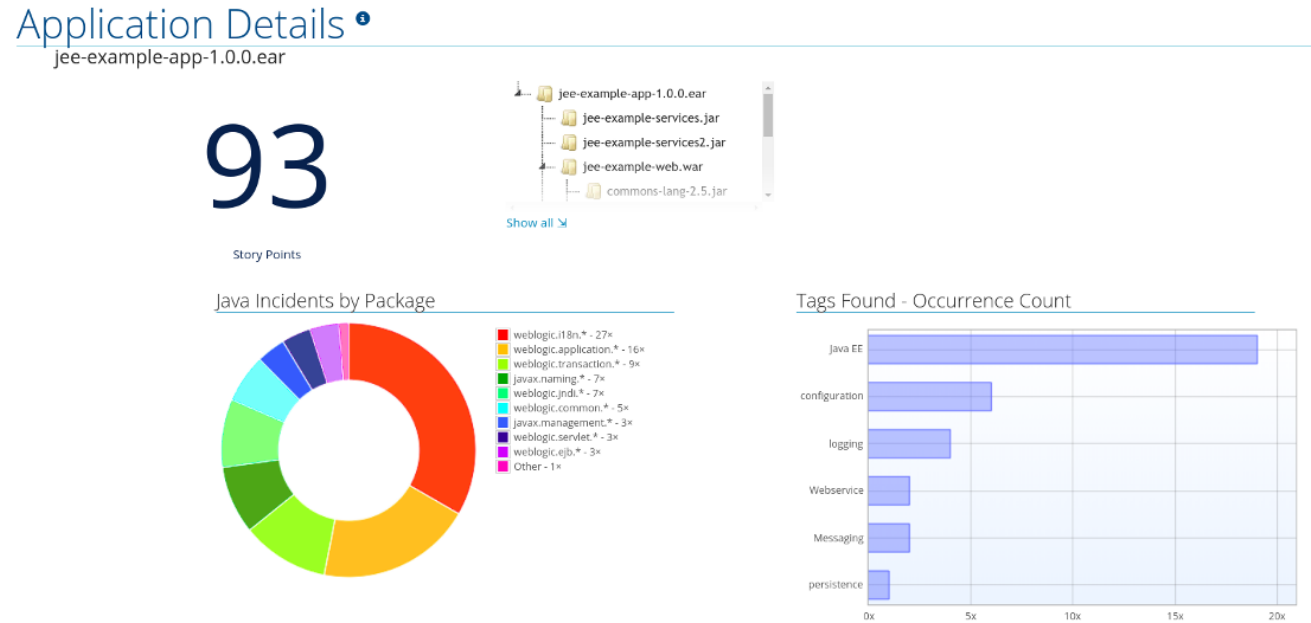 Application Details
jee-example-app-1.0.0.ear
93
Story Points
jee-example-app-1.0.0.ear
jee-example-services.jar
jee-example-services2.jar
jee-example-web.war
commons-lang-2.5.jar
Show all
Java Incidents by Package
weblogic.i18n.* - 27×
weblogic.application.* - 16×
weblogic.transaction.* - 9×
javax.naming.* - 7×
weblogic.jndi.* - 7×
weblogic.common.* - 5×
javax.management.* - 3×
weblogic.servlet.* - 3×
weblogic.ejb.* - 3×
Other - 1×
Tags Found - Occurrence Count
Java EE
configuration
logging
Webservice
Messaging
persistence
0x 5x 10x 15x 20x